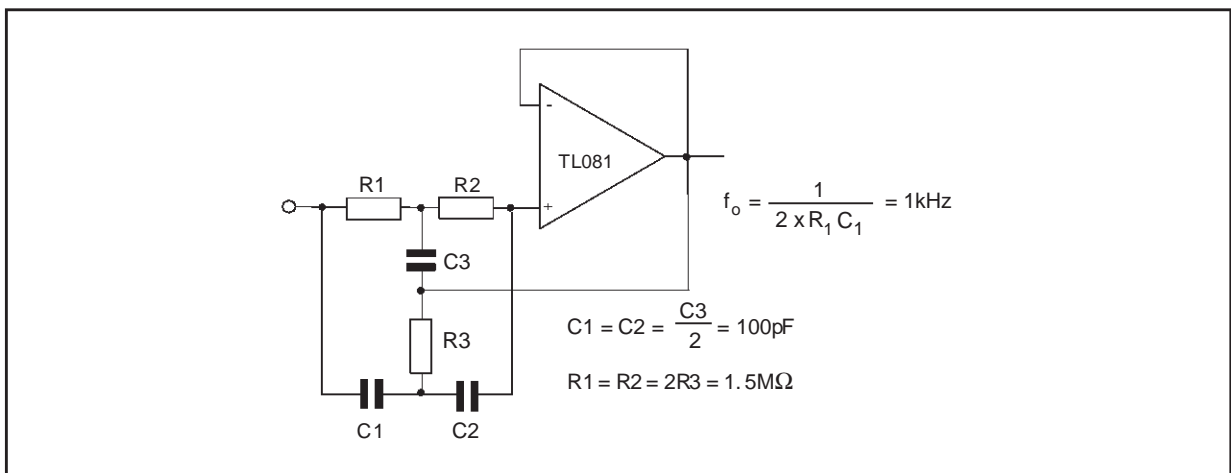 -
TL081
R1
R2
+
f_o = 1 / 2 x R_1 C_1 = 1kHz
C3
C1 = C2 = C3 / 2 = 100pF
R3
R1 = R2 = 2R3 = 1.5MΩ
C1
C2